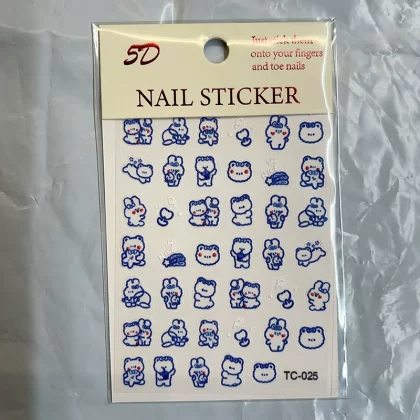 5D
Just stick them
onto your fingers
and toe nails
NAIL STICKER
TC-025